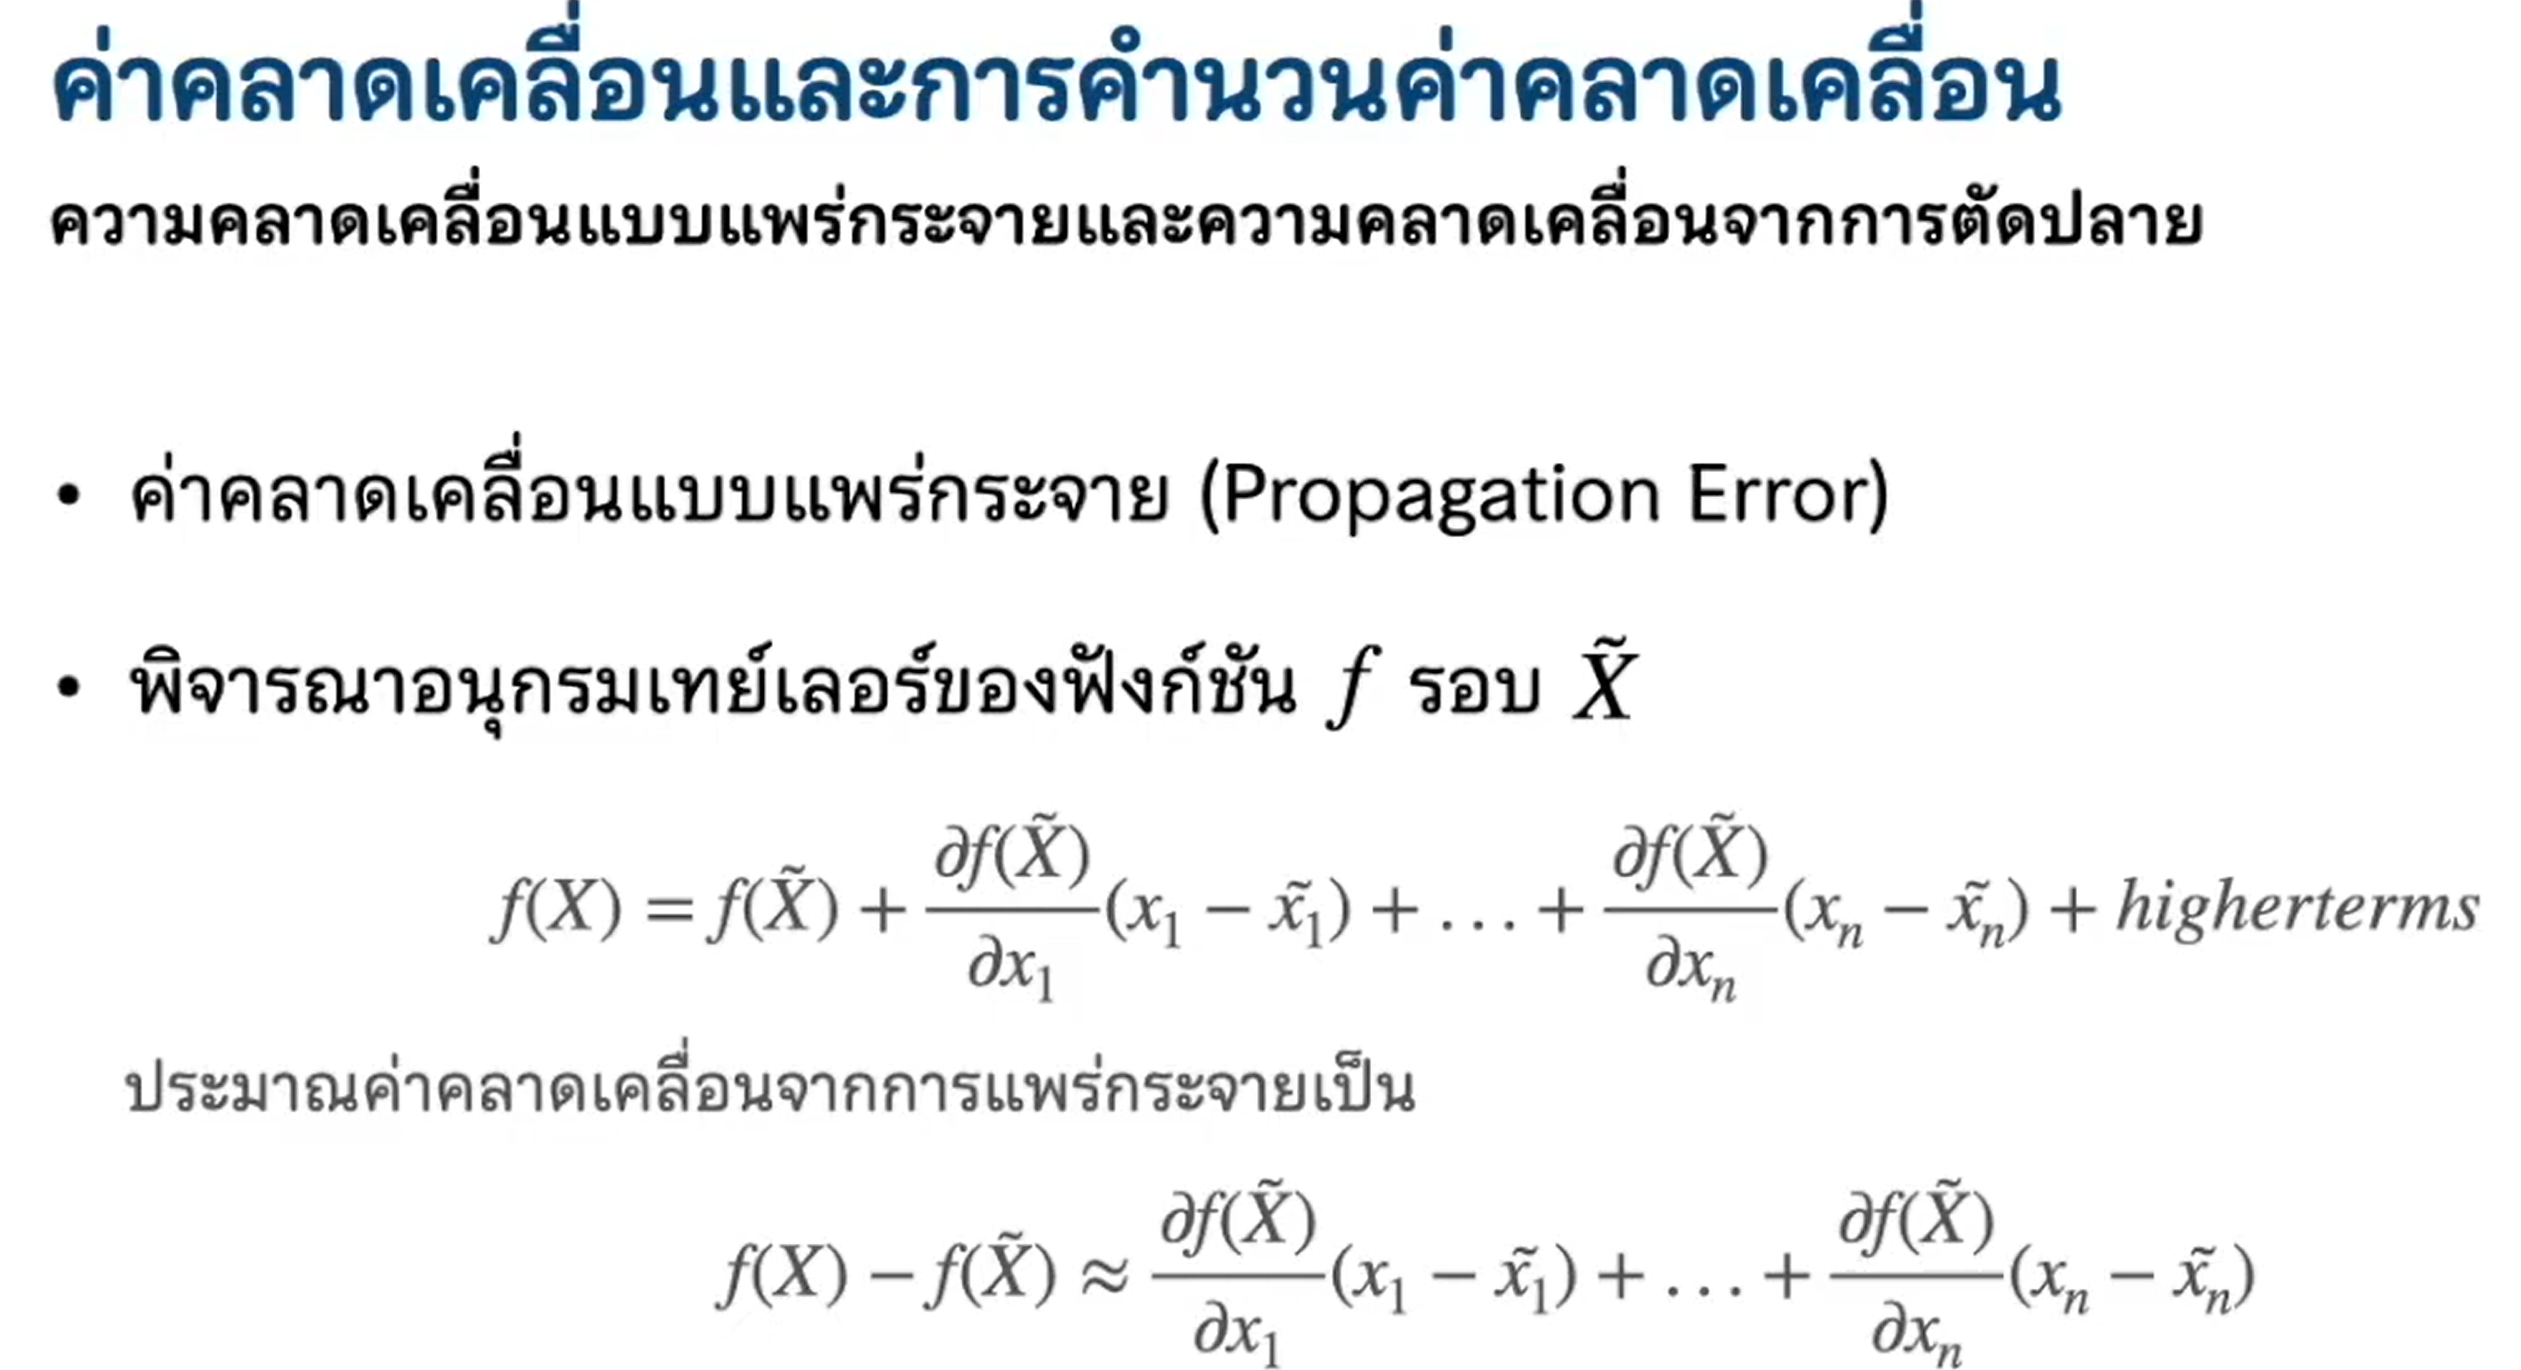 ค่าคลาดเคลื่อนและการคำนวนค่าคลาดเคลื่อน
ความคลาดเคลื่อนแบบแพร่กระจายและความคลาดเคลื่อนจากการตัดปลาย
• ค่าคลาดเคลื่อนแบบแพร่กระจาย (Propagation Error)
• พิจารณาอนุกรมเทย์เลอร์ของฟังก์ชัน f รอบ X̃
f(X) = f(X̃) + ∂f(X̃)/∂x₁ (x₁ − x̃₁) + . . . + ∂f(X̃)/∂xₙ (xₙ − x̃ₙ) + higherterms
ประมาณค่าคลาดเคลื่อนจากการแพร่กระจายเป็น
f(X) − f(X̃) ≈ ∂f(X̃)/∂x₁ (x₁ − x̃₁) + . . . + ∂f(X̃)/∂xₙ (xₙ − x̃ₙ)